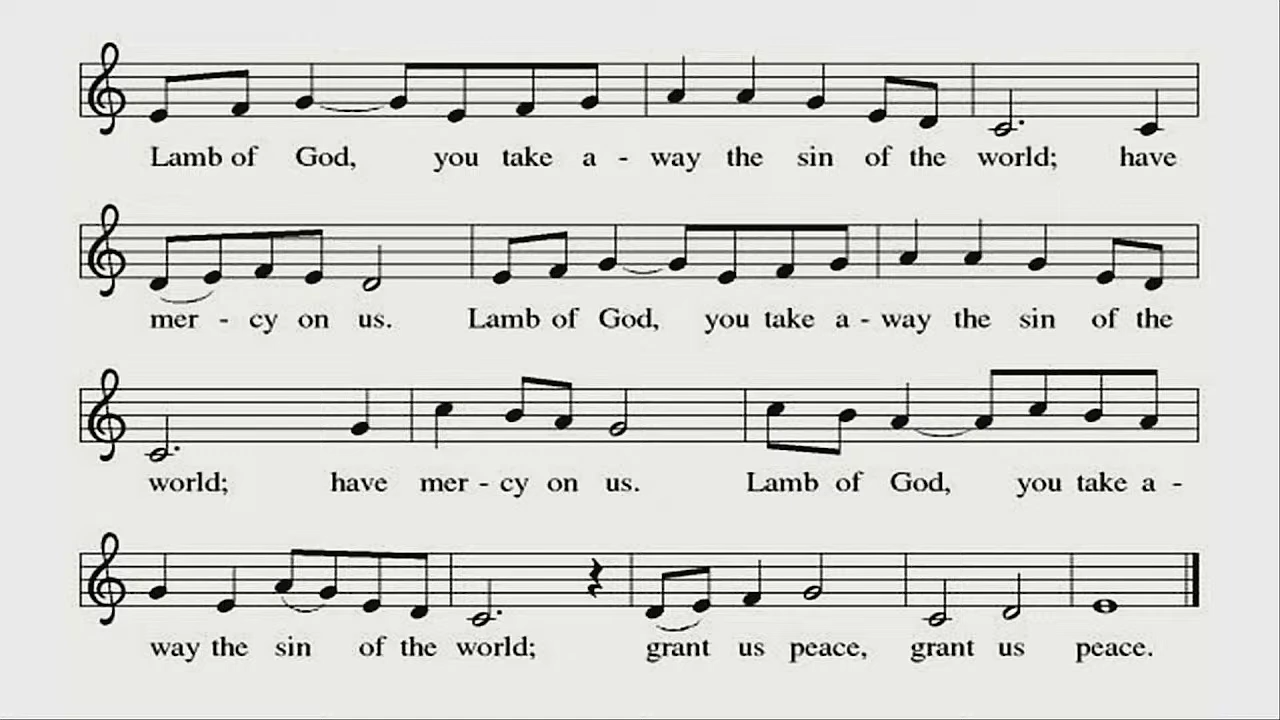 Lamb of God, you take a - way the sin of the world; have
mer - cy on us. Lamb of God, you take a - way the sin of the
world; have mer - cy on us. Lamb of God, you take a -
way the sin of the world; grant us peace, grant us peace.